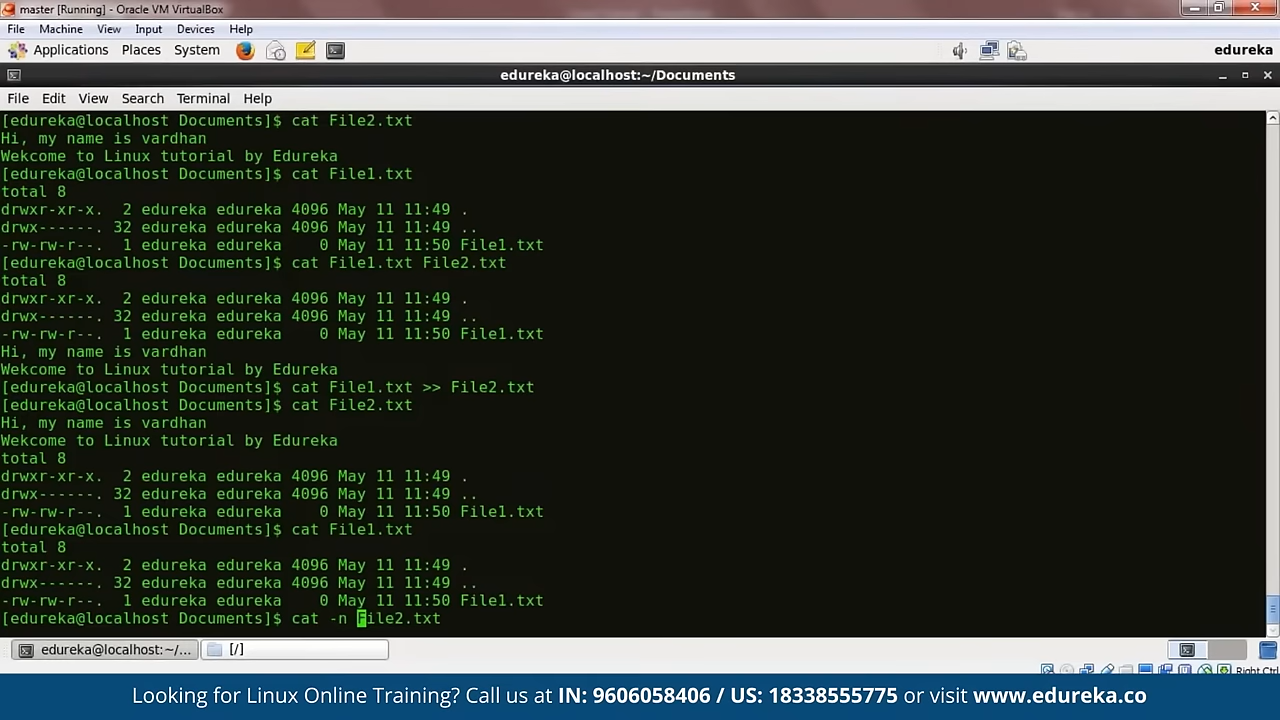 master [Running] - Oracle VM VirtualBox
File Machine View Input Devices Help
Applications Places System edureka
edureka@localhost:~/Documents
File Edit View Search Terminal Help
[edureka@localhost Documents]$ cat File2.txt
Hi, my name is vardhan
Wekcome to Linux tutorial by Edureka
[edureka@localhost Documents]$ cat File1.txt
total 8
drwxr-xr-x. 2 edureka edureka 4096 May 11 11:49 .
drwx------. 32 edureka edureka 4096 May 11 11:49 ..
-rw-rw-r--. 1 edureka edureka 0 May 11 11:50 File1.txt
[edureka@localhost Documents]$ cat File1.txt File2.txt
total 8
drwxr-xr-x. 2 edureka edureka 4096 May 11 11:49 .
drwx------. 32 edureka edureka 4096 May 11 11:49 ..
-rw-rw-r--. 1 edureka edureka 0 May 11 11:50 File1.txt
Hi, my name is vardhan
Wekcome to Linux tutorial by Edureka
[edureka@localhost Documents]$ cat File1.txt >> File2.txt
[edureka@localhost Documents]$ cat File2.txt
Hi, my name is vardhan
Wekcome to Linux tutorial by Edureka
total 8
drwxr-xr-x. 2 edureka edureka 4096 May 11 11:49 .
drwx------. 32 edureka edureka 4096 May 11 11:49 ..
-rw-rw-r--. 1 edureka edureka 0 May 11 11:50 File1.txt
[edureka@localhost Documents]$ cat File1.txt
total 8
drwxr-xr-x. 2 edureka edureka 4096 May 11 11:49 .
drwx------. 32 edureka edureka 4096 May 11 11:49 ..
-rw-rw-r--. 1 edureka edureka 0 May 11 11:50 File1.txt
[edureka@localhost Documents]$ cat -n File2.txt
edureka@localhost:~/... [/]
Right Ctrl
Looking for Linux Online Training? Call us at IN: 9606058406 / US: 18338555775 or visit www.edureka.co